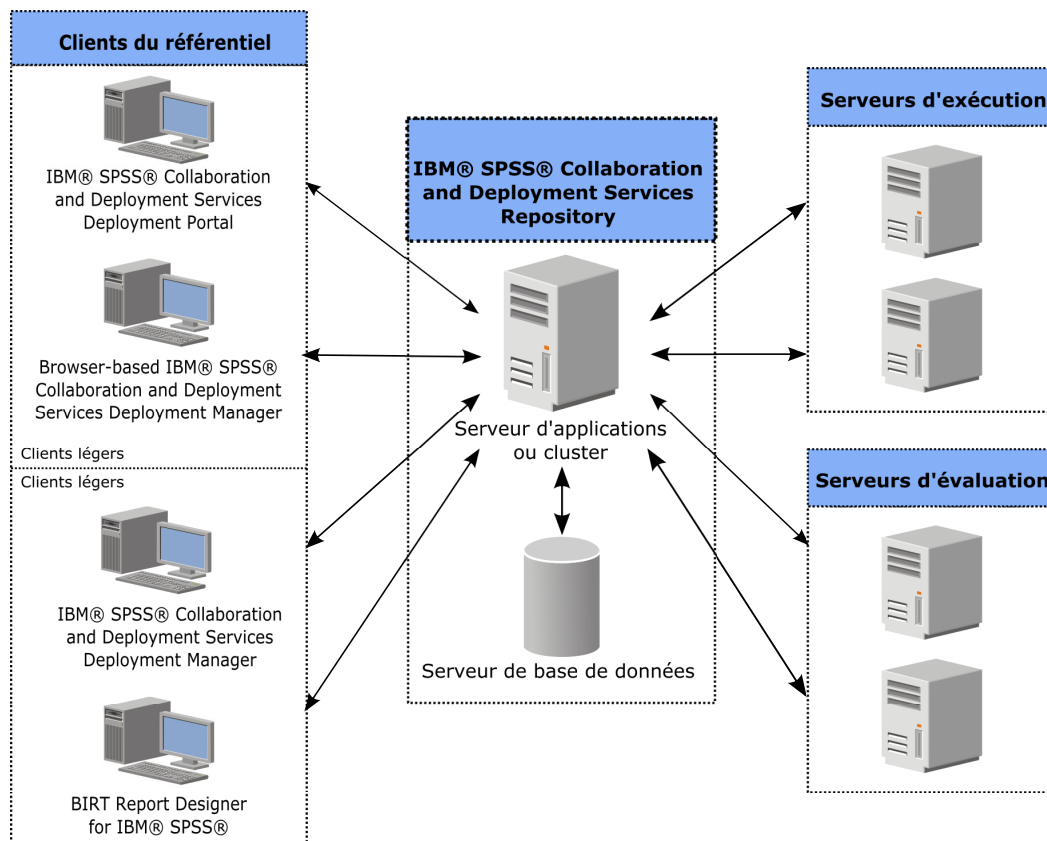 Clients du référentiel
IBM® SPSS® Collaboration
and Deployment Services
Deployment Portal
Browser-based IBM® SPSS®
Collaboration and Deployment
Services Deployment Manager
Clients légers
Clients légers
IBM® SPSS® Collaboration
and Deployment Services
Deployment Manager
BIRT Report Designer
for IBM® SPSS®
IBM® SPSS® Collaboration
and Deployment Services
Repository
Serveur d'applications
ou cluster
Serveur de base de données
Serveurs d'exécution
Serveurs d'évaluation